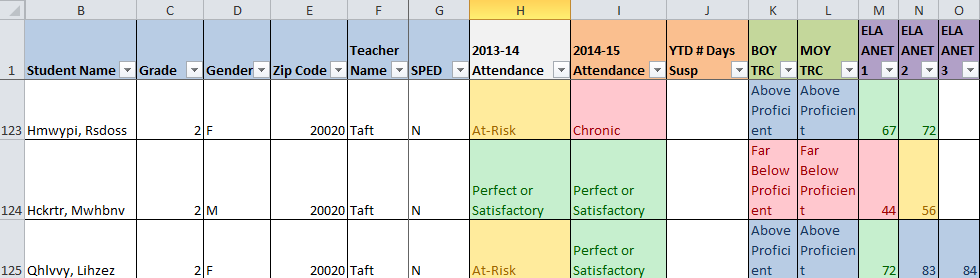 B C D E F G H I J K L M N O
1 Student Name Grade Gender Zip Code Teacher Name SPED 2013-14 Attendance 2014-15 Attendance YTD # Days Susp BOY TRC MOY TRC ELA ANET 1 ELA ANET 2 ELA ANET 3
123 Hmwypi, Rsdoss 2 F 20020 Taft N At-Risk Chronic Above Proficient Above Proficient 67 72
124 Hckrtr, Mwhbnv 2 M 20020 Taft N Perfect or Satisfactory Perfect or Satisfactory Far Below Proficient Far Below Proficient 44 56
125 Qhlvvy, Lihzez 2 F 20020 Taft N At-Risk Perfect or Satisfactory Above Proficient Above Proficient 72 83 84